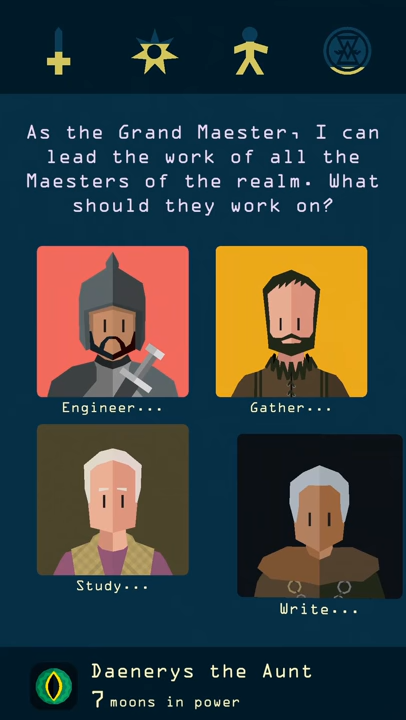 As the Grand Maester, I can
lead the work of all the
Maesters of the realm. What
should they work on?
Engineer...
Gather...
Study...
Write...
Daenerys the Aunt
7 moons in power